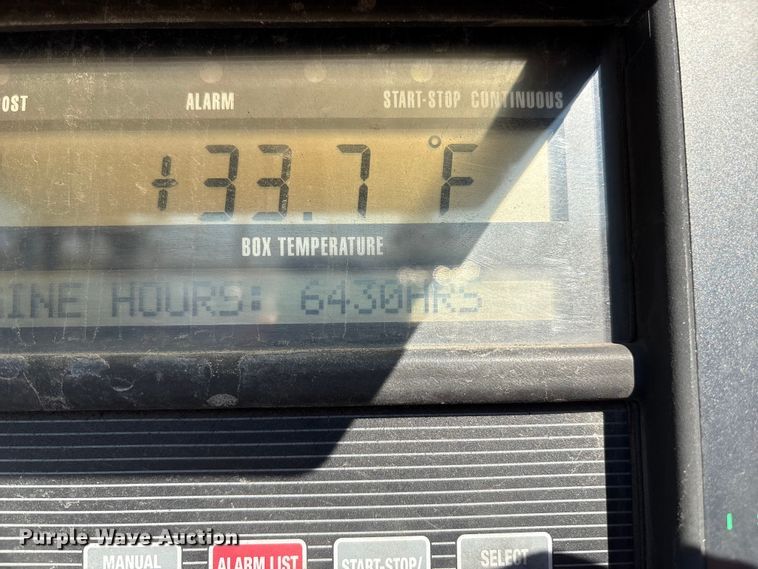 OST ALARM START-STOP CONTINUOUS
+33.7 °F
BOX TEMPERATURE
GINE HOURS: 6430HRS
Purple Wave Auction
MANUAL ALARM LIST START-STOP/ SELECT